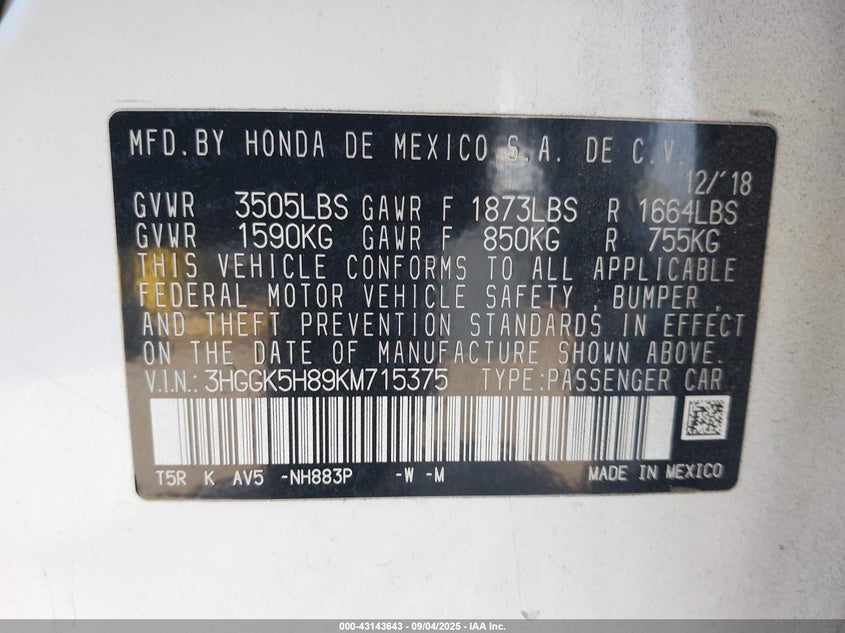 MFD.BY HONDA DE MEXICO S.A. DE C.V.
12/'18
GVWR 3505LBS GAWR F 1873LBS R 1664LBS
GVWR 1590KG GAWR F 850KG R 755KG
THIS VEHICLE CONFORMS TO ALL APPLICABLE
FEDERAL MOTOR VEHICLE SAFETY , BUMPER ,
AND THEFT PREVENTION STANDARDS IN EFFECT
ON THE DATE OF MANUFACTURE SHOWN ABOVE.
V.I.N.: 3HGGK5H89KM715375 TYPE:PASSENGER CAR
T5R K AV5 -NH883P -W -M MADE IN MEXICO
000-43143643 - 09/04/2025 - IAA Inc.